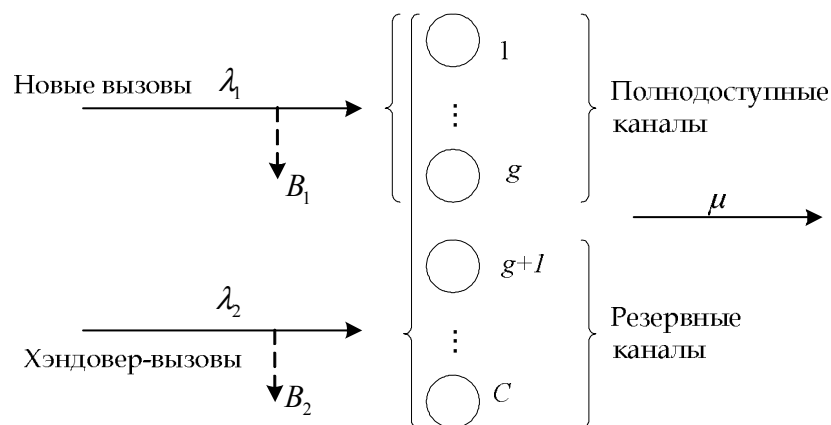 1
Новые вызовы λ₁
Полнодоступные
каналы
⋮
B₁
g
μ
g+1
λ₂
Резервные
каналы
⋮
Хэндовер-вызовы
B₂
C